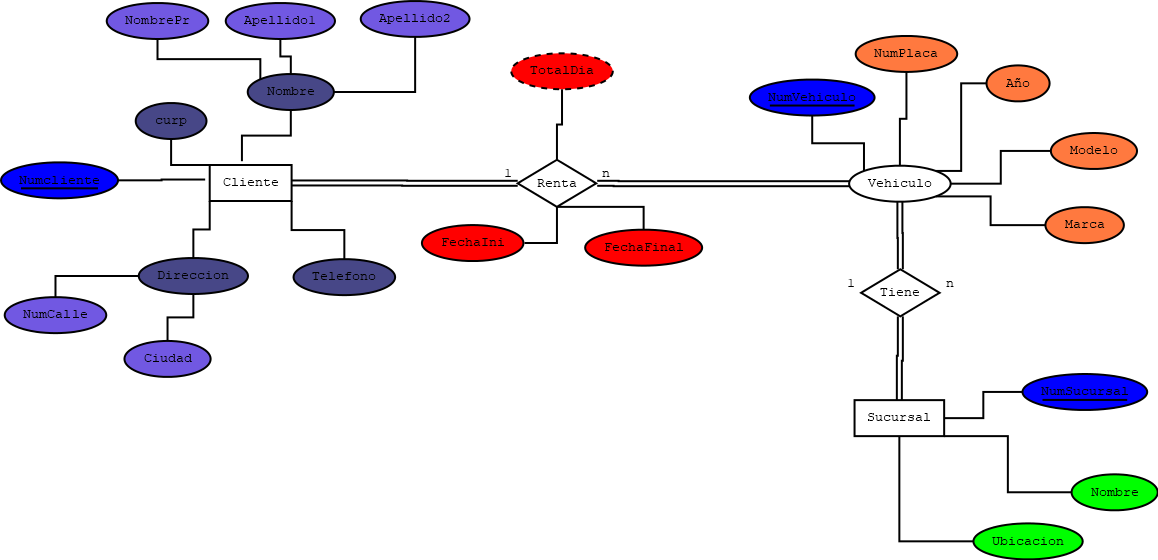 NombrePr
Apellido1
Apellido2
Nombre
TotalDia
NumPlaca
Año
NumVehiculo
curp
Modelo
Numcliente
Cliente
1
Renta
n
Vehiculo
Marca
FechaIni
FechaFinal
Direccion
Telefono
1
Tiene
n
NumCalle
Ciudad
NumSucursal
Sucursal
Nombre
Ubicacion